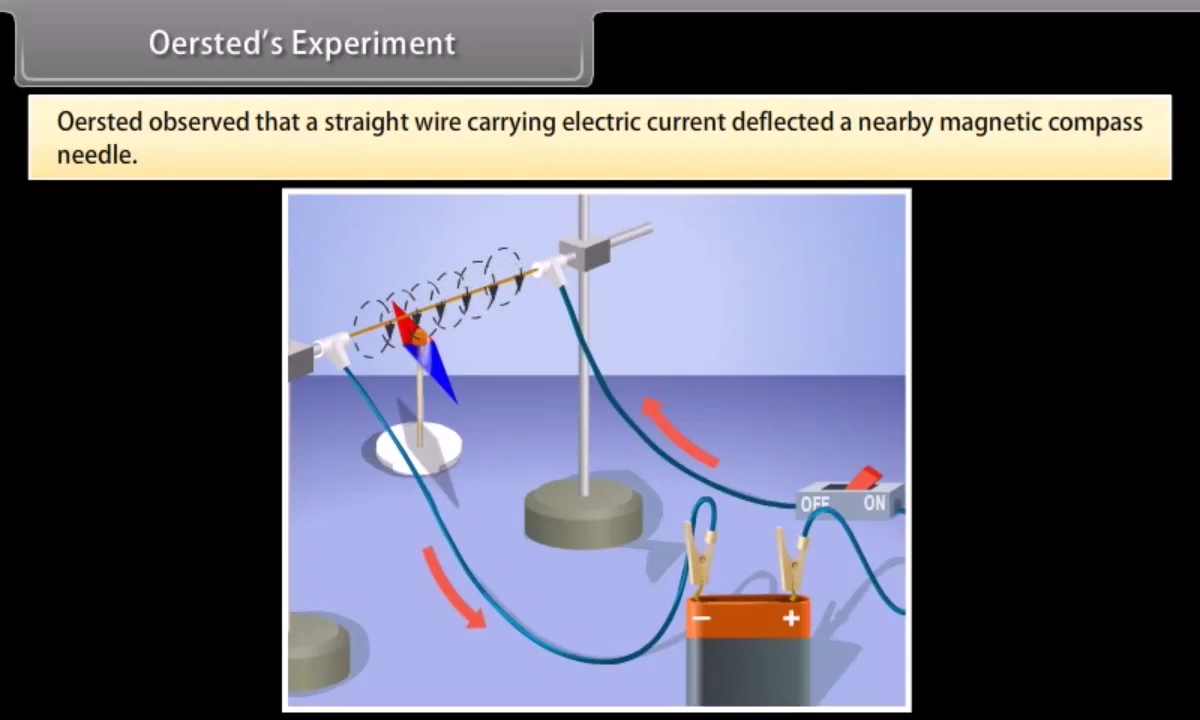 Oersted's Experiment
Oersted observed that a straight wire carrying electric current deflected a nearby magnetic compass
needle.
OFF ON
− +